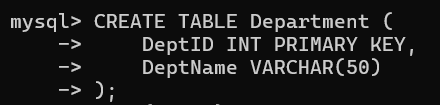 mysql> CREATE TABLE Department (
    ->     DeptID INT PRIMARY KEY,
    ->     DeptName VARCHAR(50)
    -> );